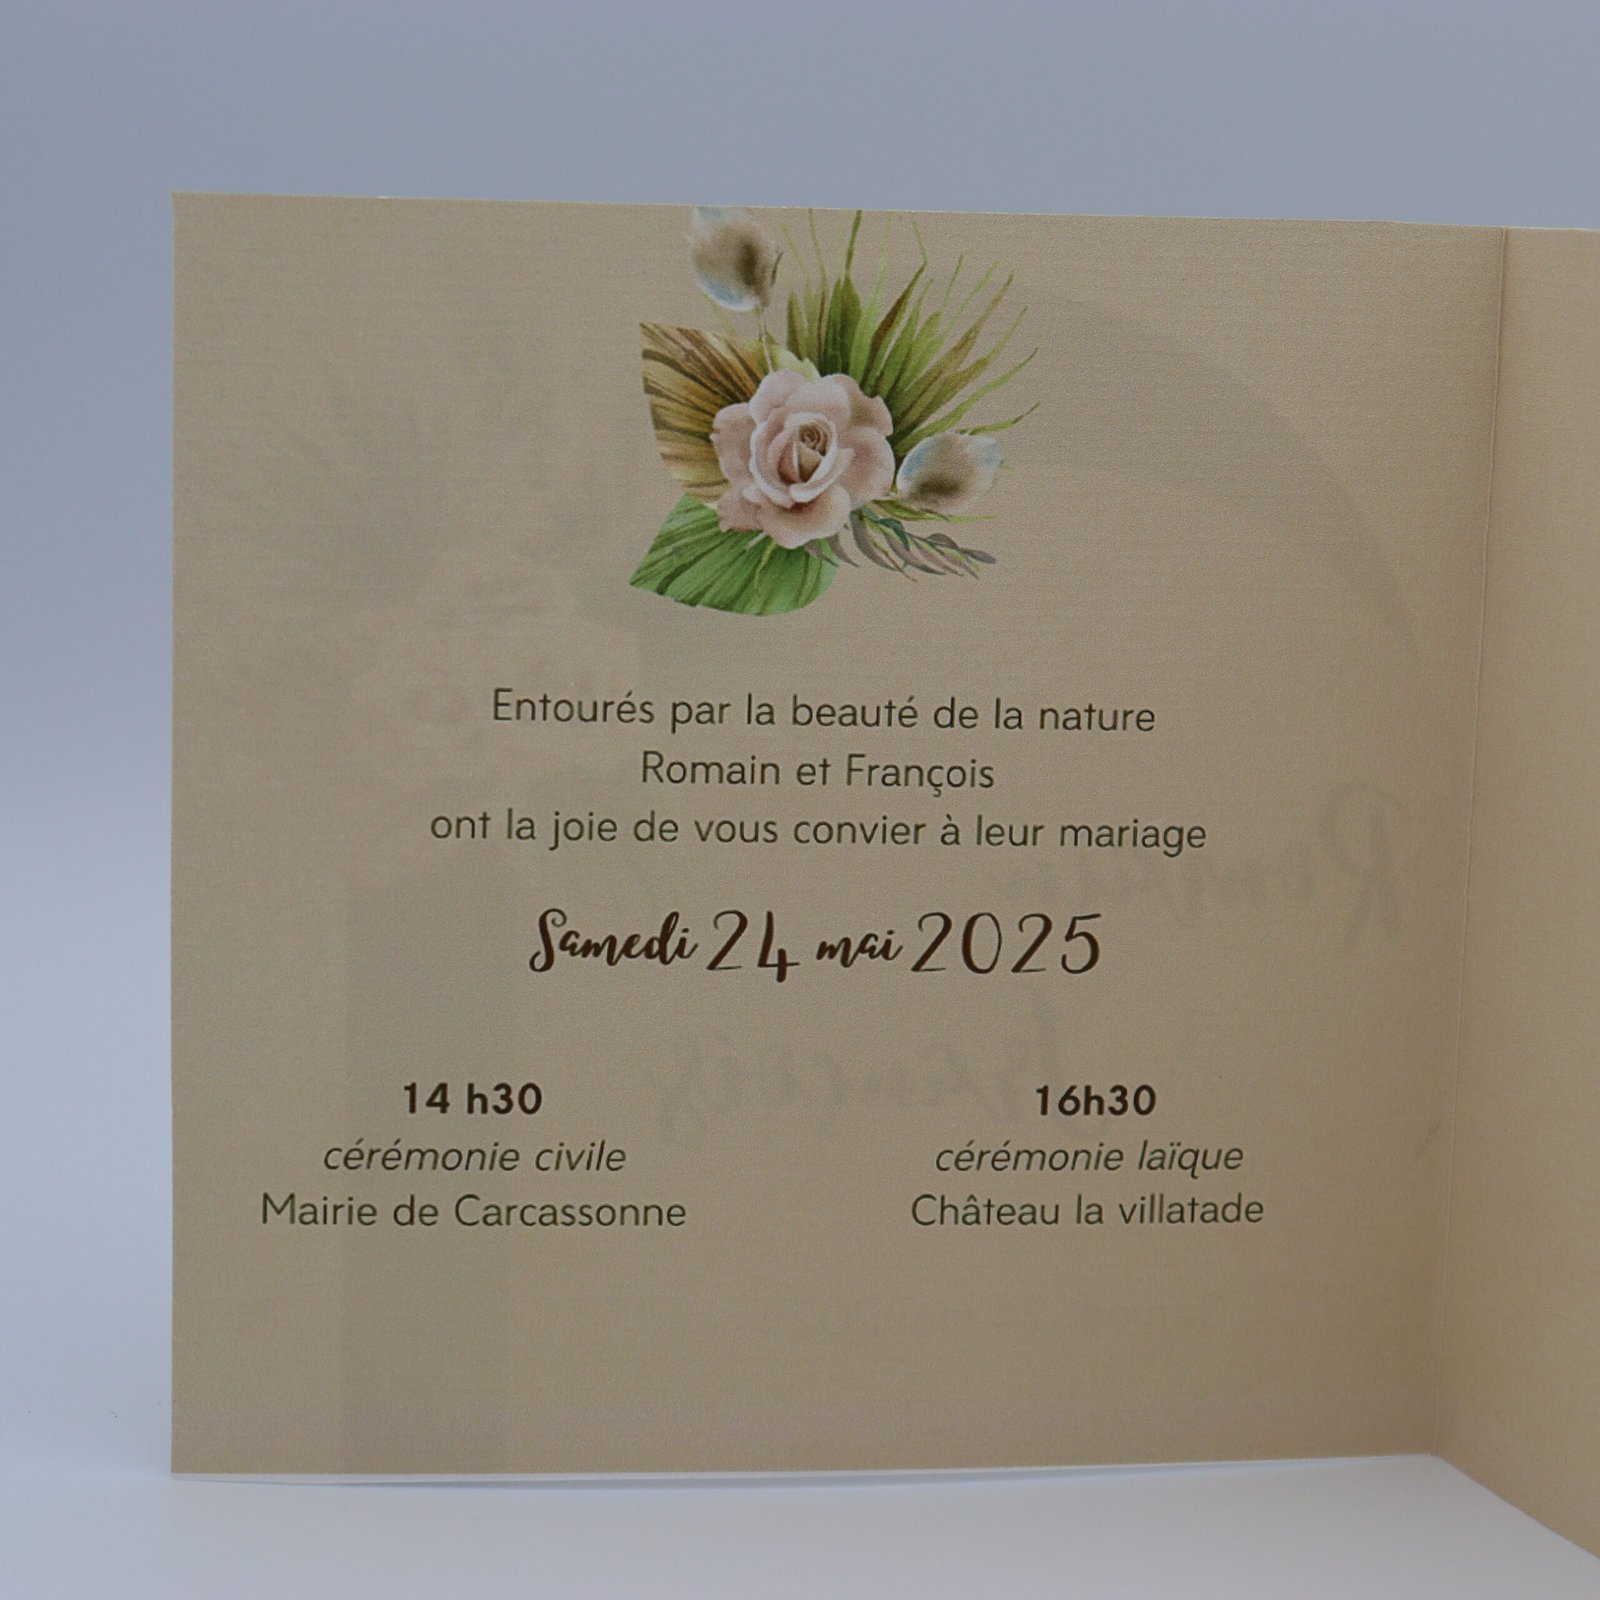 Entourés par la beauté de la nature
Romain et François
ont la joie de vous convier à leur mariage
Samedi 24 mai 2025
14 h30
cérémonie civile
Mairie de Carcassonne
16h30
cérémonie laïque
Château la villatade